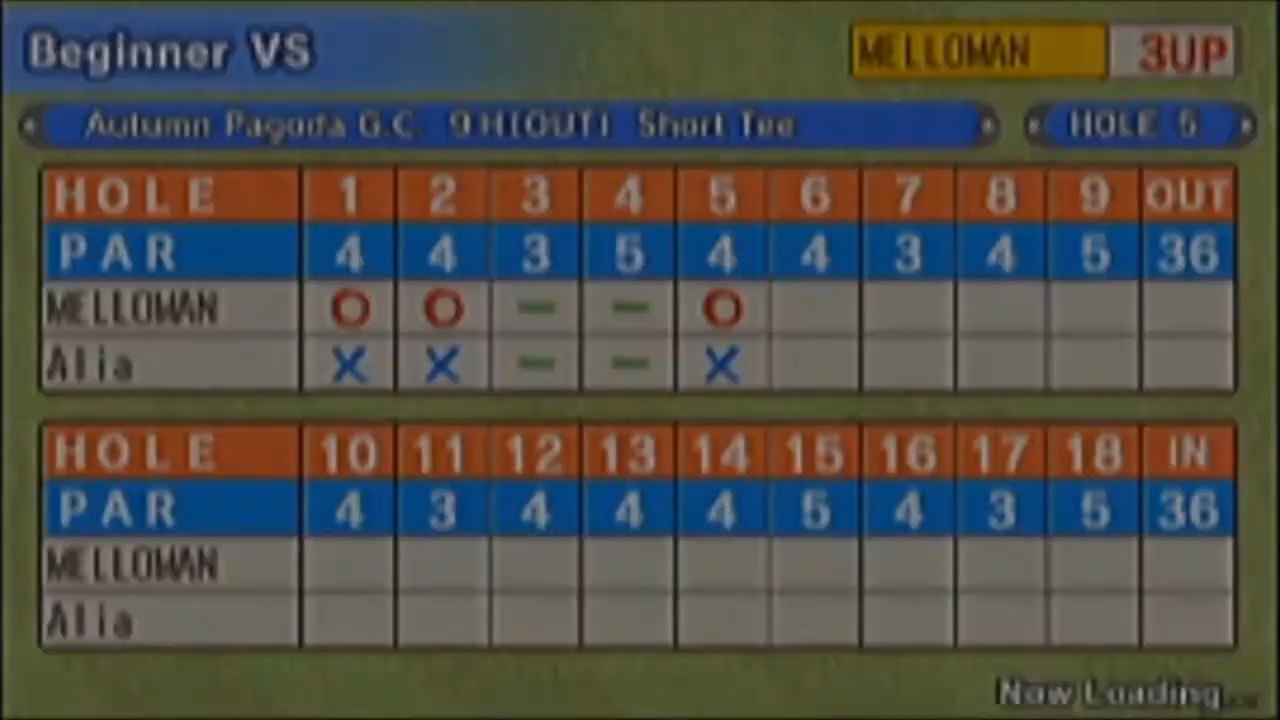 Beginner VS
MELLOMAN 3UP
Autumn Pagoda G.C. 9H(OUT) Short Tee HOLE 5
HOLE 1 2 3 4 5 6 7 8 9 OUT
PAR 4 4 3 5 4 4 3 4 5 36
MELLOMAN O O - - O
Alia X X - - X
HOLE 10 11 12 13 14 15 16 17 18 IN
PAR 4 3 4 4 4 5 4 3 5 36
MELLOMAN
Alia
Now Loading...